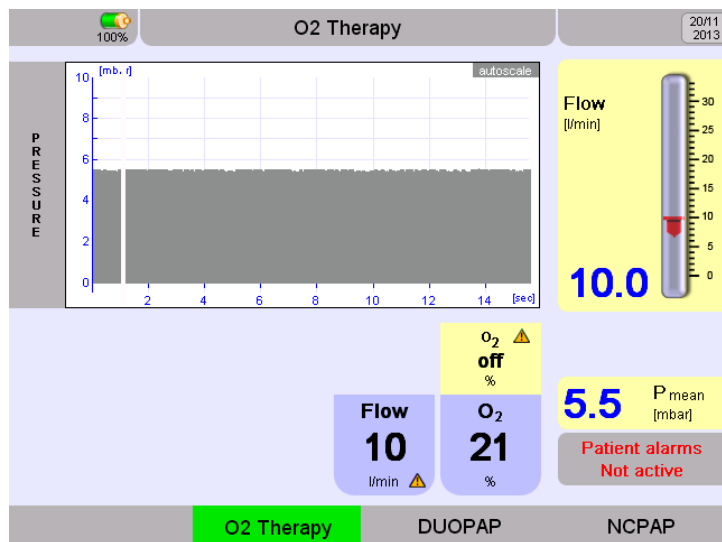 100%
O2 Therapy
20/11
2013
PRESSURE
[mb. r]
autoscale
10
8
6
4
2
0
2 4 6 8 10 12 14 [sec]
Flow
[l/min]
30
25
20
15
10
5
0
10.0
O2
off
%
Flow
10
l/min
O2
21
%
5.5 P mean
[mbar]
Patient alarms
Not active
O2 Therapy DUOPAP NCPAP